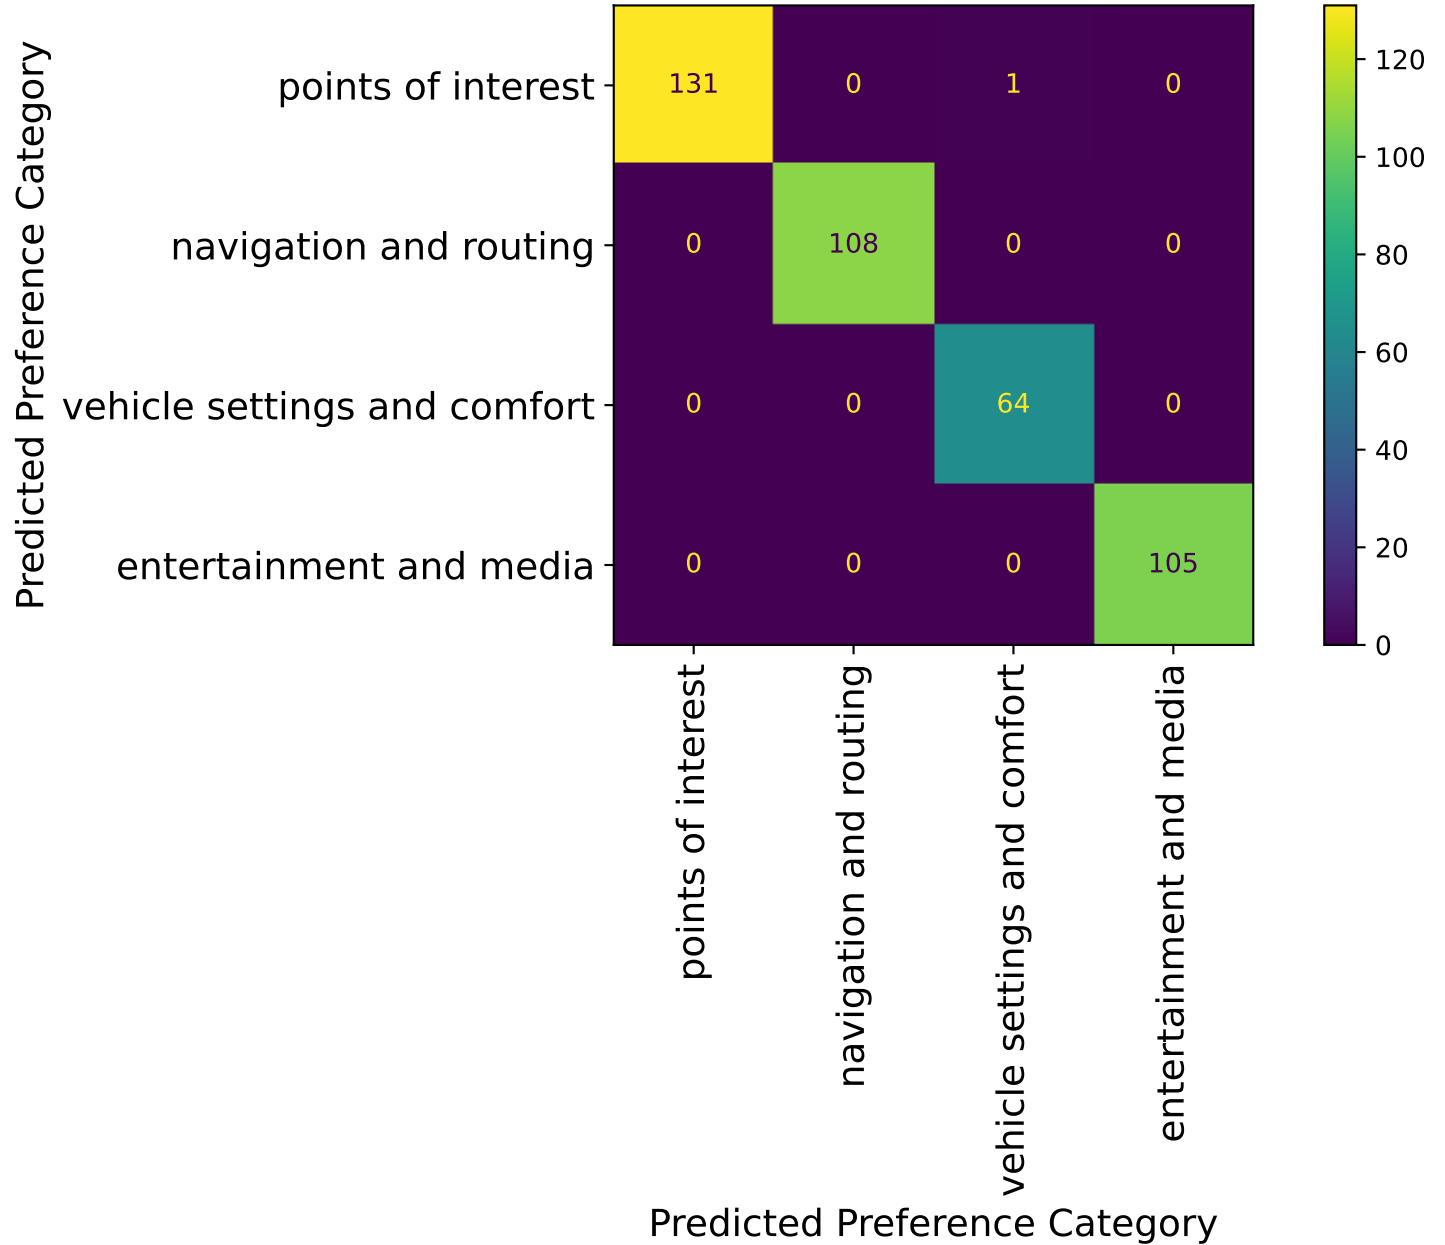 Predicted Preference Category
points of interest
navigation and routing
vehicle settings and comfort
entertainment and media
131 0 1 0
0 108 0 0
0 0 64 0
0 0 0 105
points of interest
navigation and routing
vehicle settings and comfort
entertainment and media
Predicted Preference Category
120
100
80
60
40
20
0